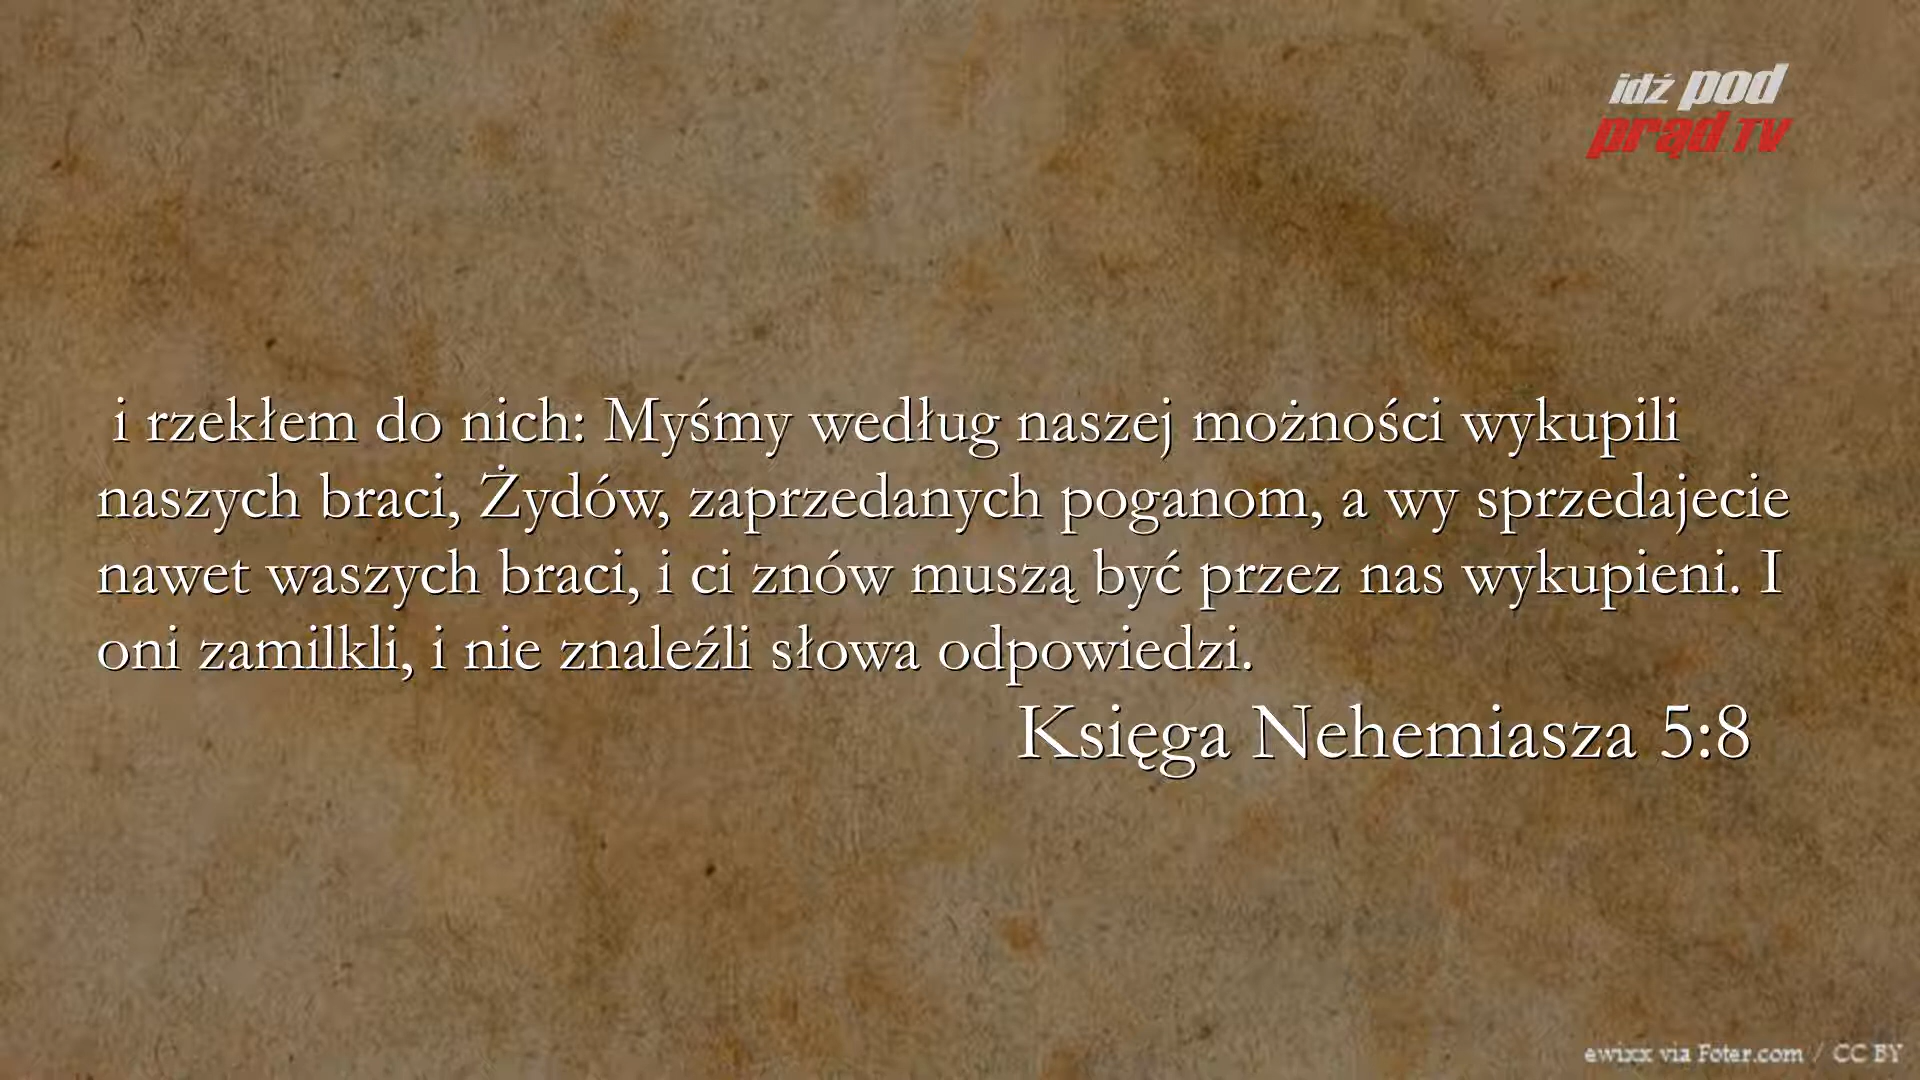 idź pod
prąd TV
i rzekłem do nich: Myśmy według naszej możności wykupili
naszych braci, Żydów, zaprzedanych poganom, a wy sprzedajecie
nawet waszych braci, i ci znów muszą być przez nas wykupieni. I
oni zamilkli, i nie znaleźli słowa odpowiedzi.
Księga Nehemiasza 5:8
ewixx via Foter.com / CC BY